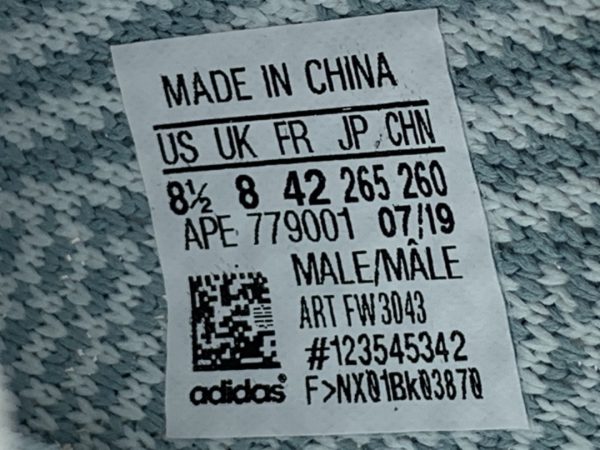 MADE IN CHINA
US UK FR JP CHN
8½ 8 42 265 260
APE 779001 07/19
MALE/MÂLE
ART FW3043
#123545342
adidas®
F>NX01Bk03870